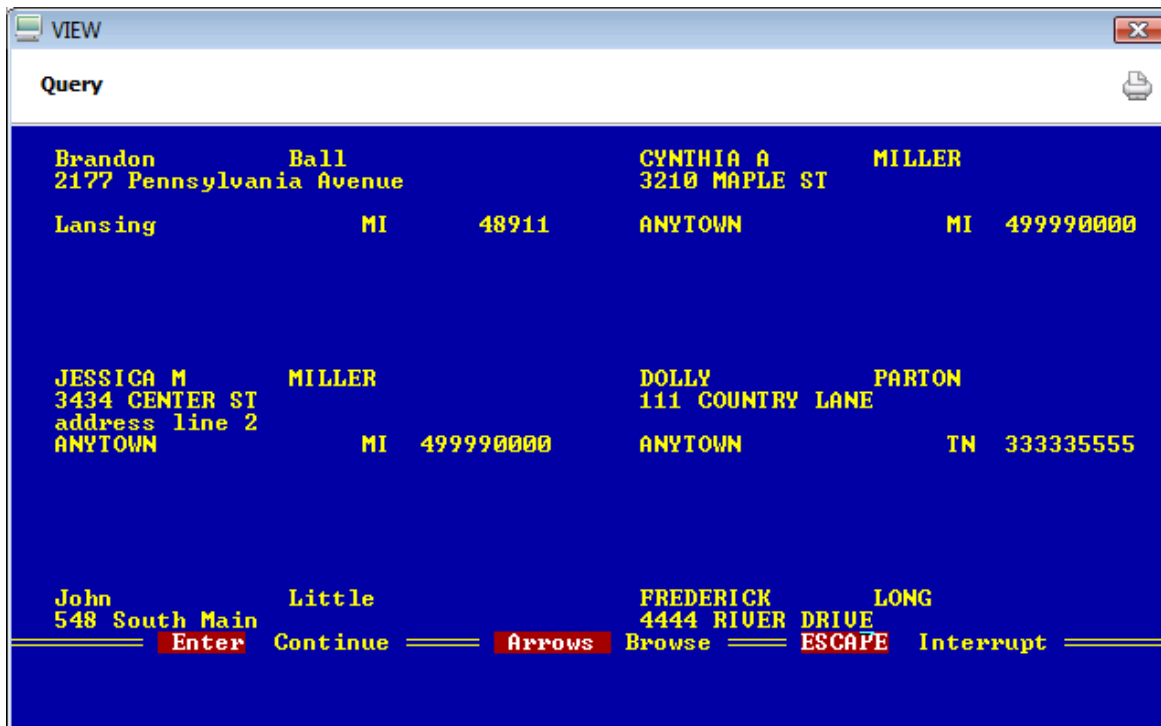 VIEW
Query
Brandon Ball CYNTHIA A MILLER
2177 Pennsylvania Avenue 3210 MAPLE ST
Lansing MI 48911 ANYTOWN MI 499990000
JESSICA M MILLER DOLLY PARTON
3434 CENTER ST 111 COUNTRY LANE
address line 2
ANYTOWN MI 499990000 ANYTOWN TN 333335555
John Little FREDERICK LONG
548 South Main 4444 RIVER DRIVE
Enter Continue Arrows Browse ESCAPE Interrupt